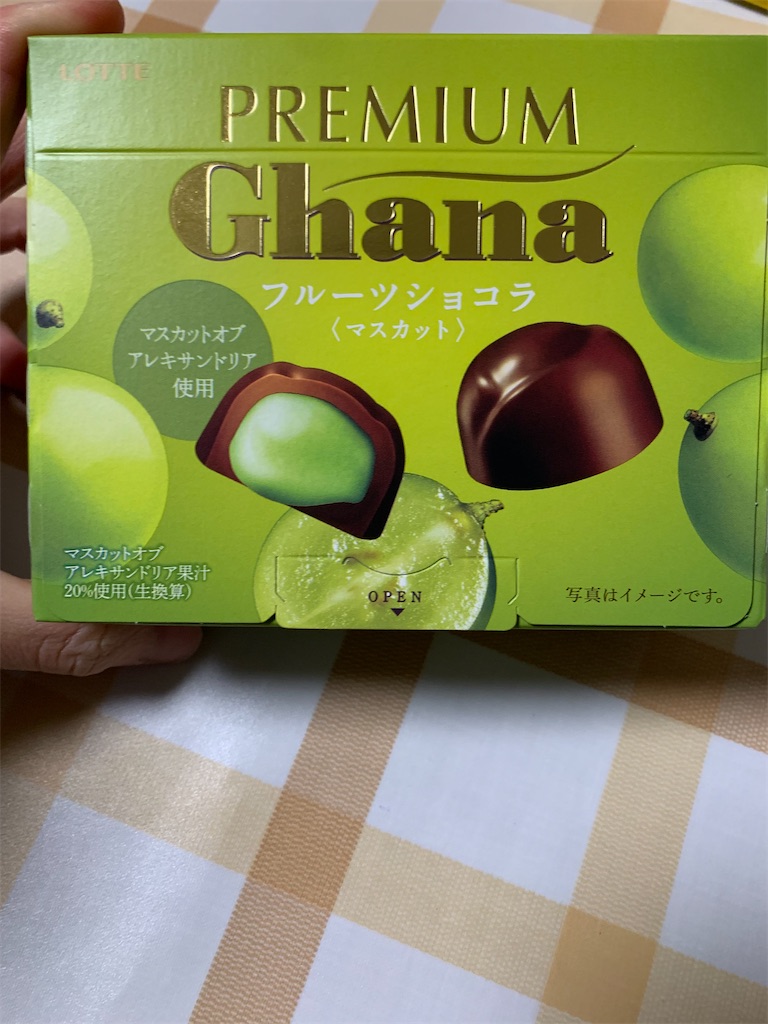 LOTTE
PREMIUM
Ghana
フルーツショコラ
〈マスカット〉
マスカットオブ
アレキサンドリア
使用
マスカットオブ
アレキサンドリア果汁
20%使用(生換算)
OPEN
写真はイメージです。